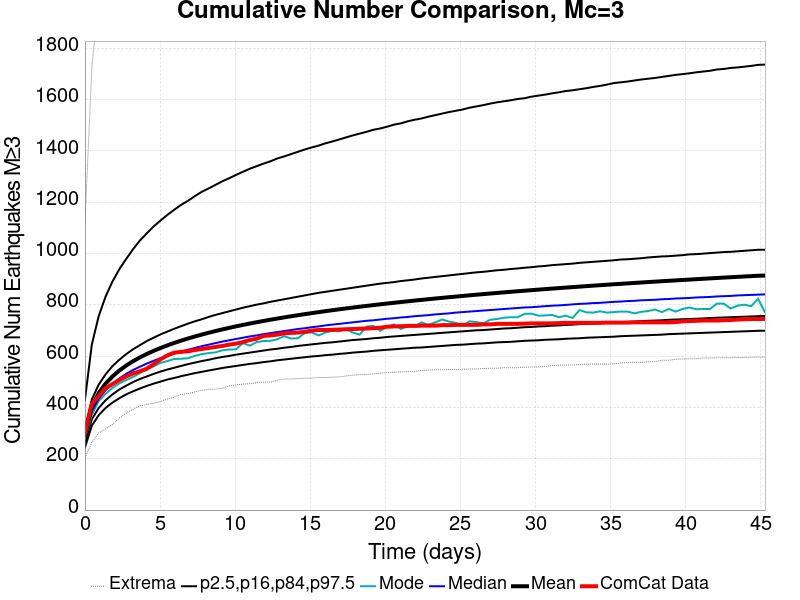 Cumulative Number Comparison, Mc=3
Cumulative Num Earthquakes M≥3
1800
1600
1400
1200
1000
800
600
400
200
0
0 5 10 15 20 25 30 35 40 45
Time (days)
Extrema p2.5,p16,p84,p97.5 Mode Median Mean ComCat Data